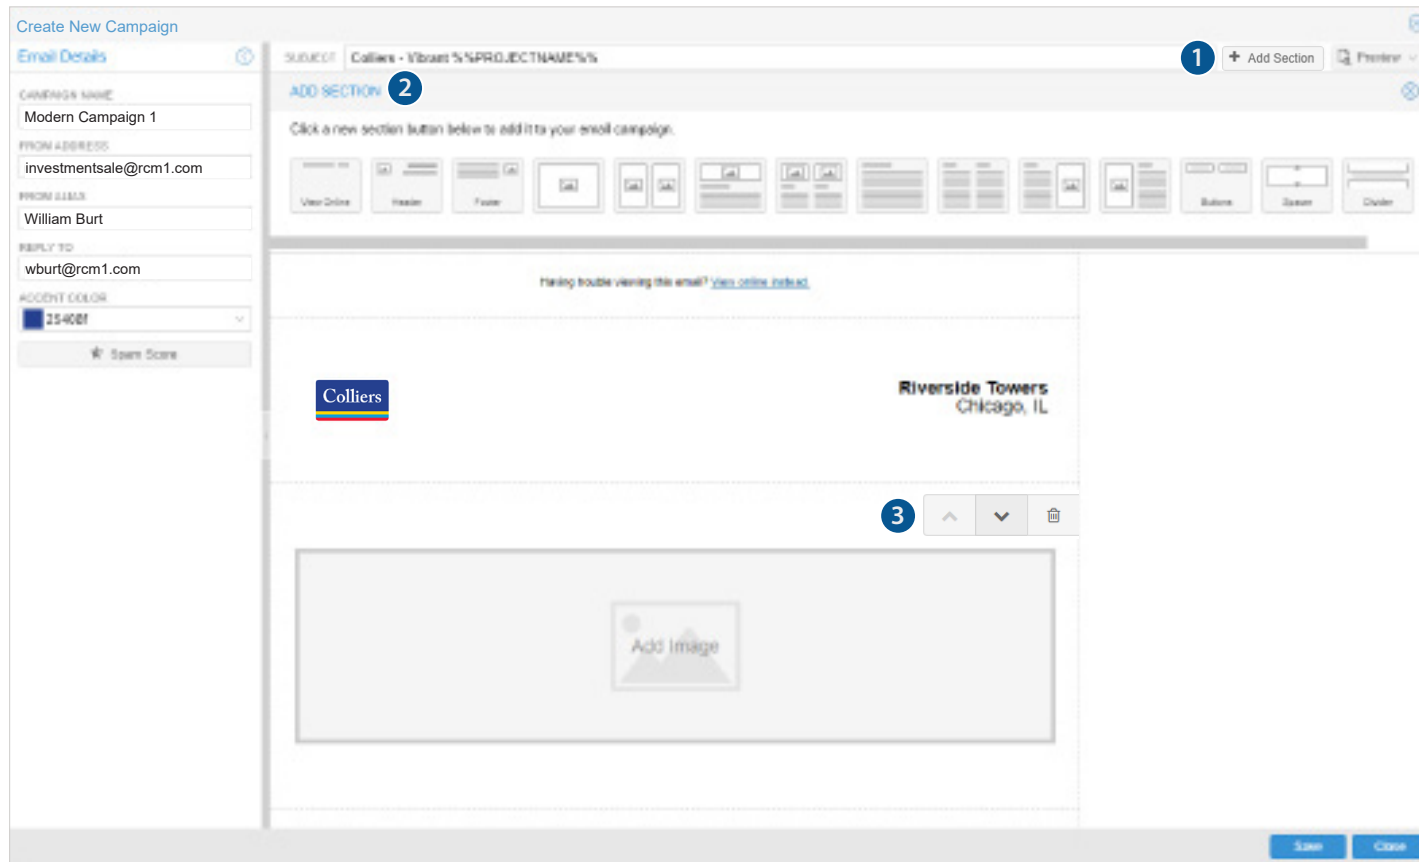 Create New Campaign
Email Details
SUBJECT Colliers - Vibrant %%PROJECTNAME%%
1 + Add Section Preview
ADD SECTION 2
Click a new section button below to add it to your email campaign.
View Online Header Footer Buttons Spacer Divider
CAMPAIGN NAME
Modern Campaign 1
FROM ADDRESS
investmentsale@rcm1.com
FROM ALIAS
William Burt
REPLY TO
wburt@rcm1.com
ACCENT COLOR
25408f
Spam Score
Having trouble viewing this email? View online instead.
Colliers
Riverside Towers
Chicago, IL
3
Add Image
Save Close